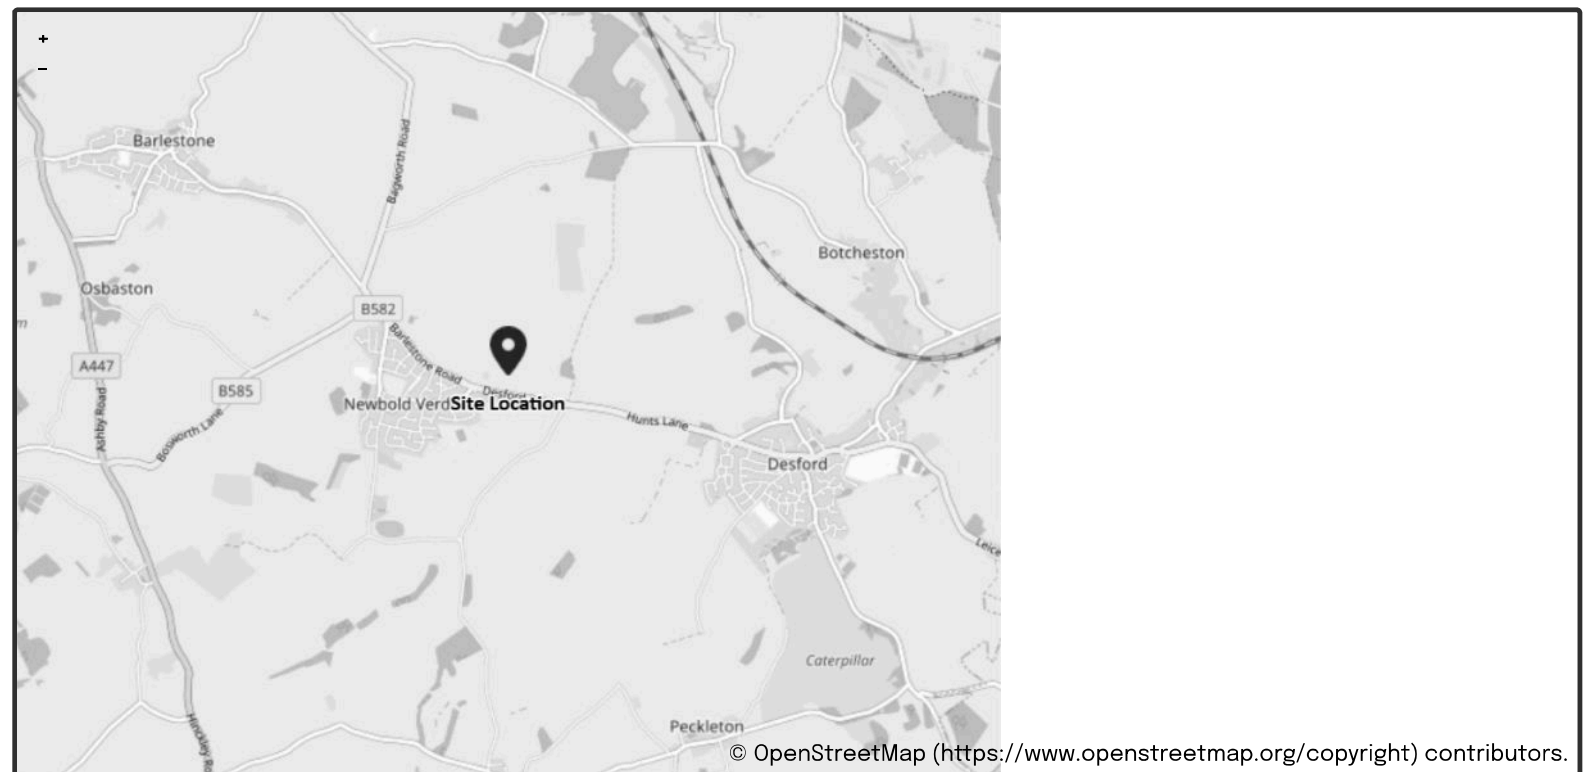 +
−
Barlestone
Bagworth Road
Botcheston
Osbaston
B582
Barlestone Road
A447
B585
Ashby Road
Bosworth Lane
Newbold Verd
Site Location
Hunts Lane
Desford
Caterpillar
Hinckley Ro
Peckleton
© OpenStreetMap (https://www.openstreetmap.org/copyright) contributors.